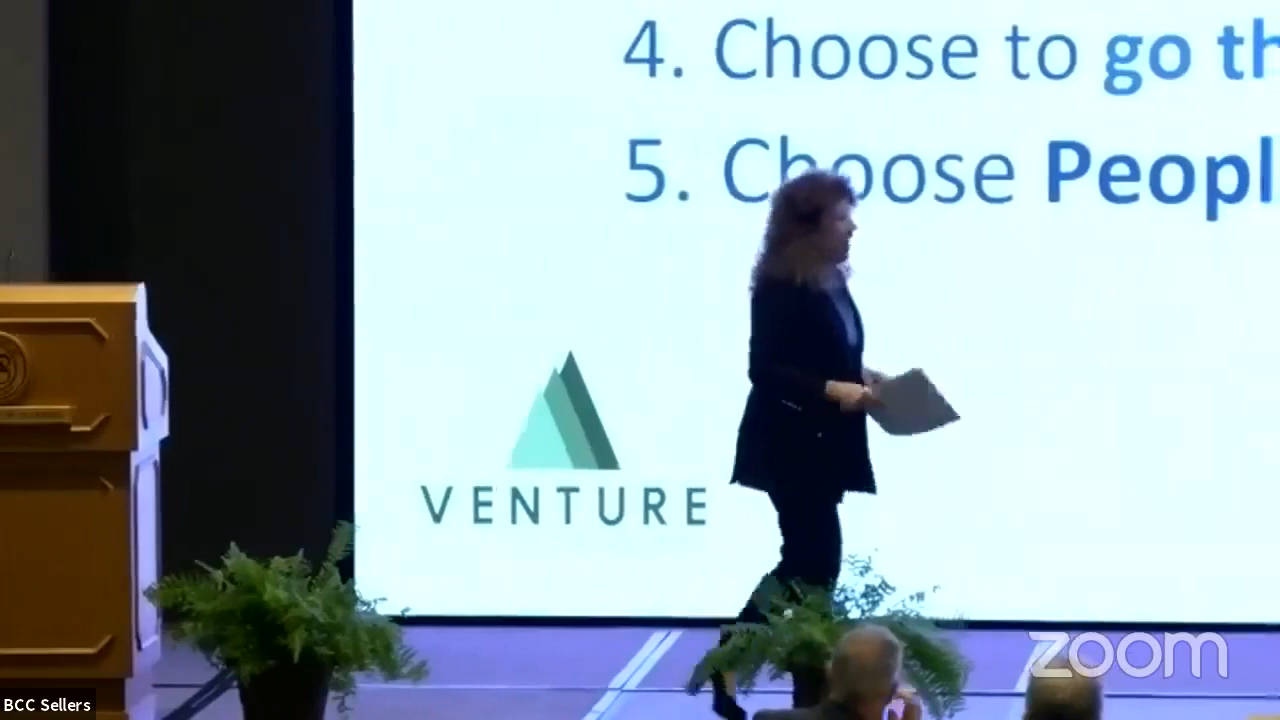 4. Choose to go th
5. Choose Peopl
VENTURE
zoom
BCC Sellers